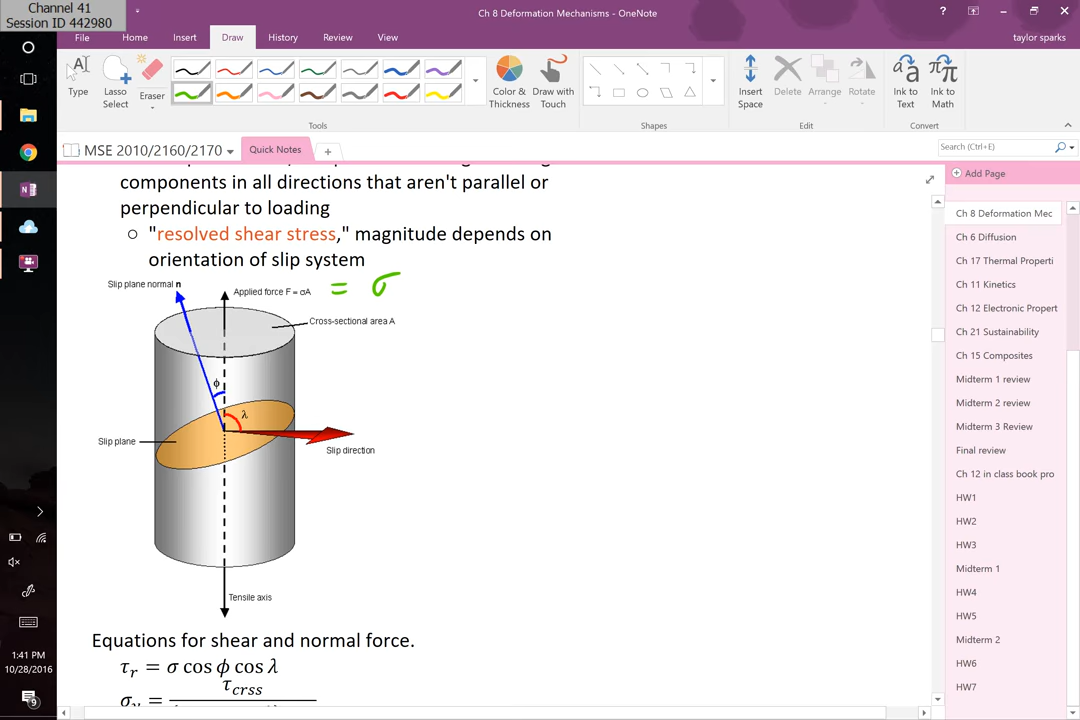 Channel 41
Session ID 442980
Ch 8 Deformation Mechanisms - OneNote
?
File
Home
Insert
Draw
History
Review
View
taylor sparks
Type
Lasso
Select
Eraser
Color &
Thickness
Draw with
Touch
Insert
Space
Delete
Arrange
Rotate
Ink to
Text
Ink to
Math
Tools
Shapes
Edit
Convert
MSE 2010/2160/2170
Quick Notes
Search (Ctrl+E)
Add Page
Ch 8 Deformation Mec
Ch 6 Diffusion
Ch 17 Thermal Properti
Ch 11 Kinetics
Ch 12 Electronic Propert
Ch 21 Sustainability
Ch 15 Composites
Midterm 1 review
Midterm 2 review
Midterm 3 Review
Final review
Ch 12 in class book pro
HW1
HW2
HW3
Midterm 1
HW4
HW5
Midterm 2
HW6
HW7
components in all directions that aren't parallel or
perpendicular to loading
○ "resolved shear stress," magnitude depends on
orientation of slip system
Slip plane normal n
Applied force F = σA
= σ
Cross-sectional area A
ϕ
λ
Slip plane
Slip direction
Tensile axis
Equations for shear and normal force.
τr = σ cos ϕ cos λ
τcrss
σy =
1:41 PM
10/28/2016
9